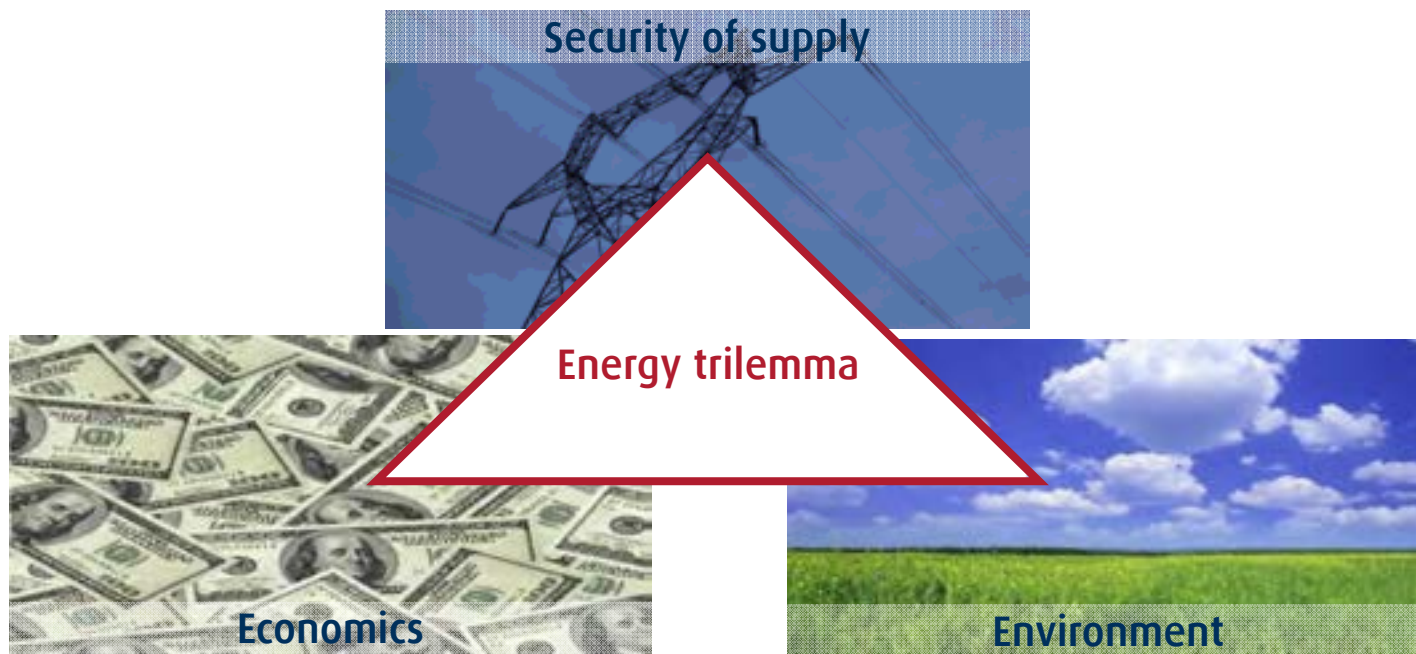 Security of supply
Energy trilemma
Economics
Environment